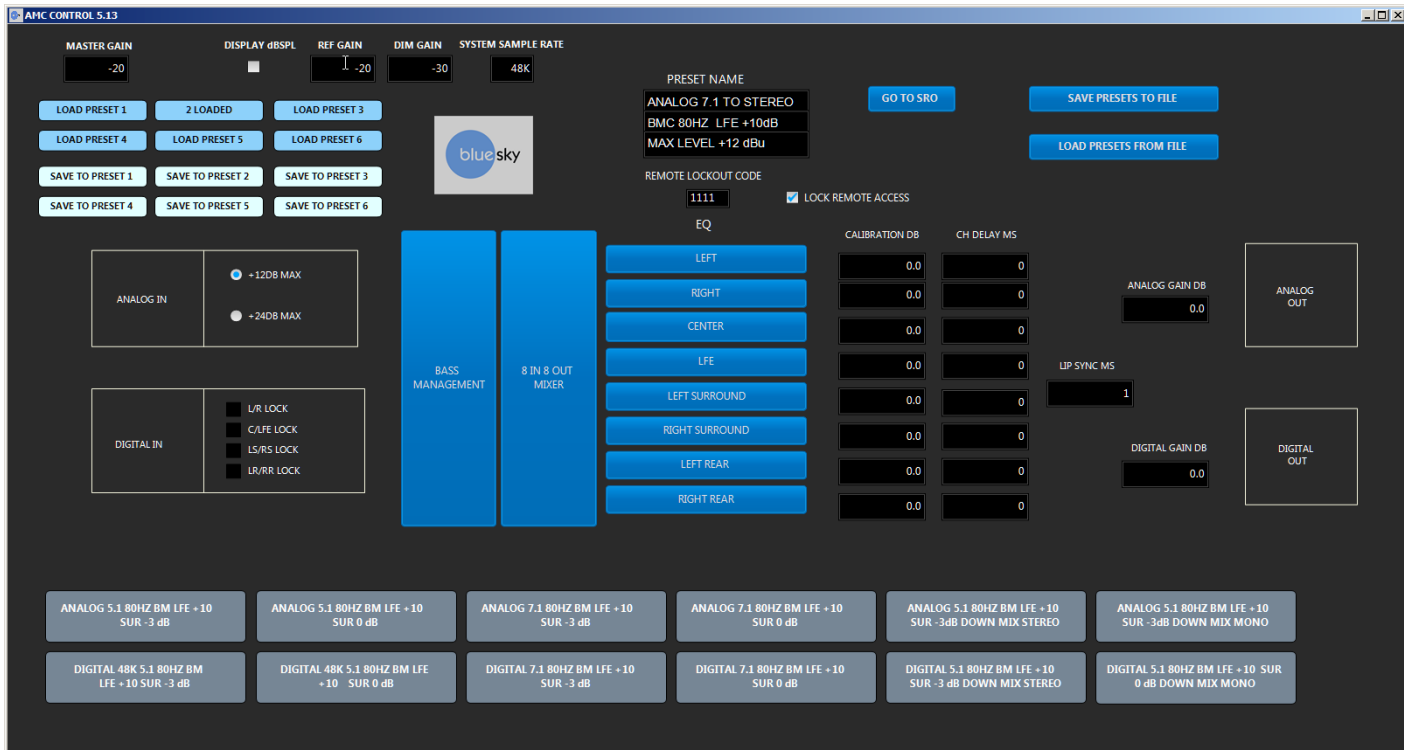 AMC CONTROL 5.13
MASTER GAIN
DISPLAY dBSPL
REF GAIN
DIM GAIN
SYSTEM SAMPLE RATE
-20
-20
-30
48K
LOAD PRESET 1
2 LOADED
LOAD PRESET 3
LOAD PRESET 4
LOAD PRESET 5
LOAD PRESET 6
SAVE TO PRESET 1
SAVE TO PRESET 2
SAVE TO PRESET 3
SAVE TO PRESET 4
SAVE TO PRESET 5
SAVE TO PRESET 6
bluesky
PRESET NAME
ANALOG 7.1 TO STEREO
BMC 80HZ LFE +10dB
MAX LEVEL +12 dBu
GO TO SRO
SAVE PRESETS TO FILE
LOAD PRESETS FROM FILE
REMOTE LOCKOUT CODE
1111
LOCK REMOTE ACCESS
ANALOG IN
+12DB MAX
+24DB MAX
DIGITAL IN
L/R LOCK
C/LFE LOCK
LS/RS LOCK
LR/RR LOCK
BASS
MANAGEMENT
8 IN 8 OUT
MIXER
EQ
CALIBRATION DB
CH DELAY MS
LEFT
0.0
0
RIGHT
0.0
0
CENTER
0.0
0
LFE
0.0
0
LEFT SURROUND
0.0
0
RIGHT SURROUND
0.0
0
LEFT REAR
0.0
0
RIGHT REAR
0.0
0
ANALOG GAIN DB
0.0
LIP SYNC MS
1
DIGITAL GAIN DB
0.0
ANALOG
OUT
DIGITAL
OUT
ANALOG 5.1 80HZ BM LFE +10
SUR -3 dB
ANALOG 5.1 80HZ BM LFE +10
SUR 0 dB
ANALOG 7.1 80HZ BM LFE +10
SUR -3 dB
ANALOG 7.1 80HZ BM LFE +10
SUR 0 dB
ANALOG 5.1 80HZ BM LFE +10
SUR -3dB DOWN MIX STEREO
ANALOG 5.1 80HZ BM LFE +10
SUR -3dB DOWN MIX MONO
DIGITAL 48K 5.1 80HZ BM
LFE +10 SUR -3 dB
DIGITAL 48K 5.1 80HZ BM LFE
+10 SUR 0 dB
DIGITAL 7.1 80HZ BM LFE +10
SUR -3 dB
DIGITAL 7.1 80HZ BM LFE +10
SUR 0 dB
DIGITAL 5.1 80HZ BM LFE +10
SUR -3 dB DOWN MIX STEREO
DIGITAL 5.1 80HZ BM LFE +10 SUR
0 dB DOWN MIX MONO